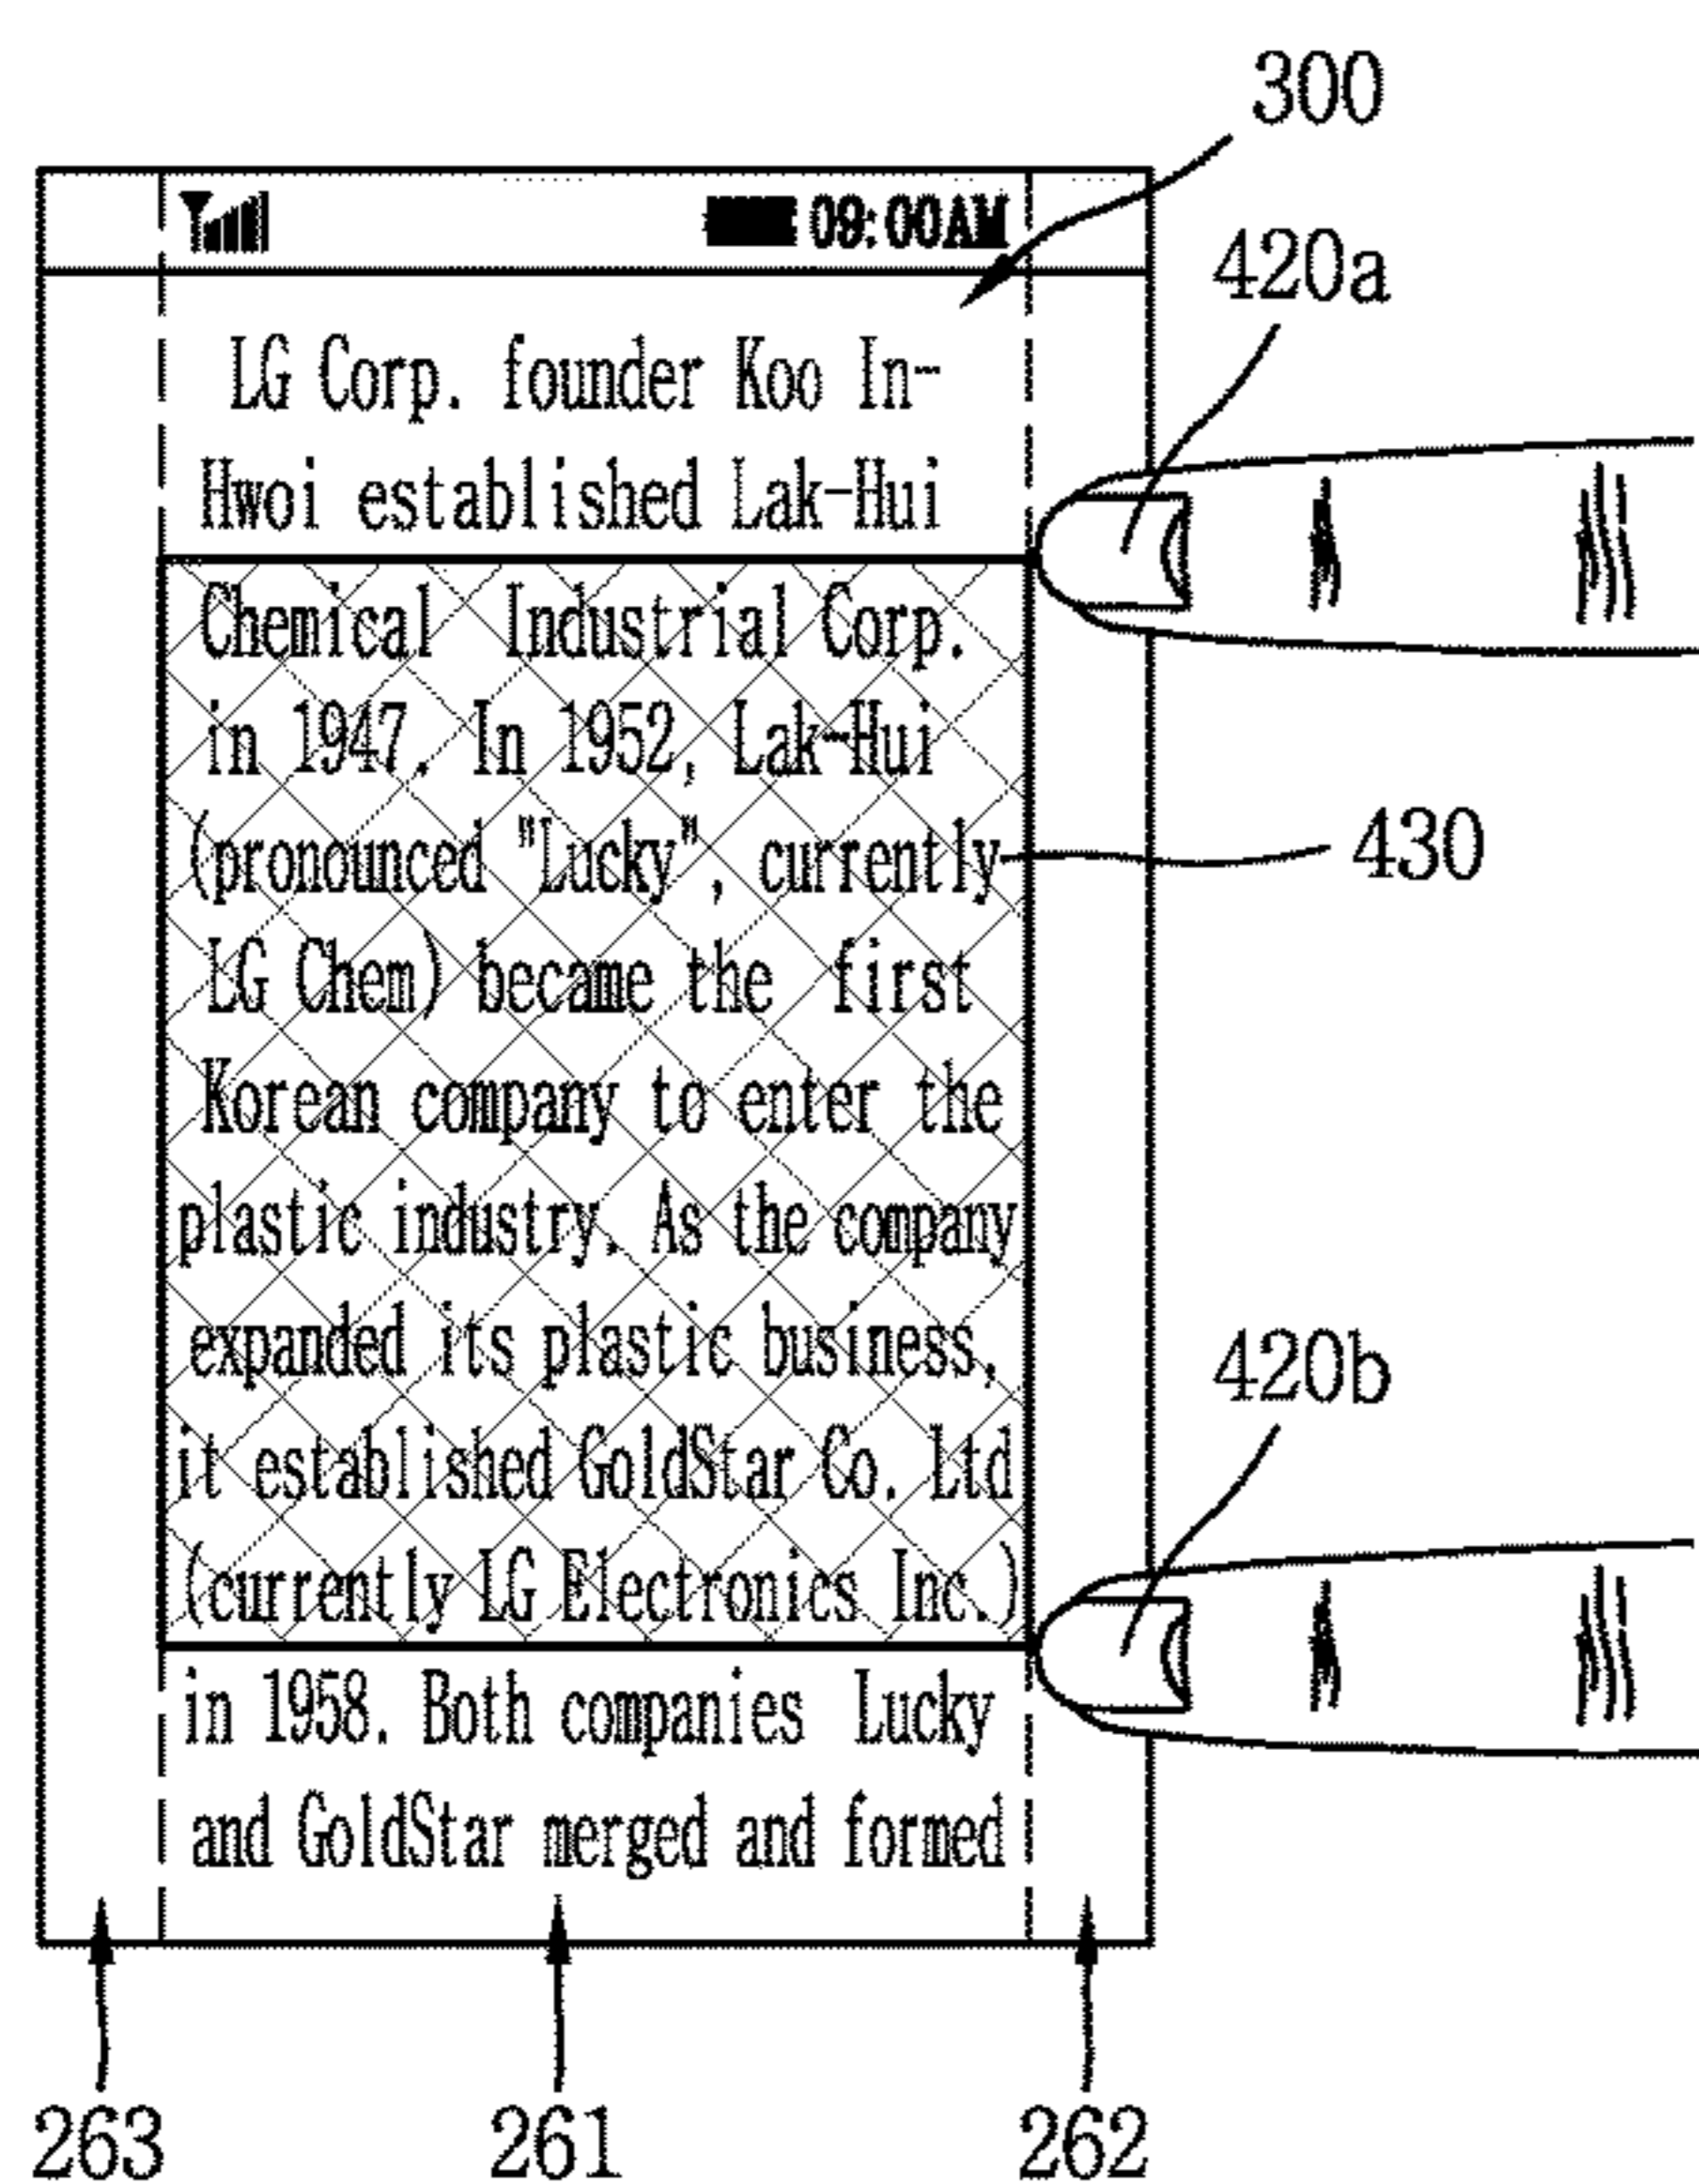 300
09:00AM
420a
LG Corp. founder Koo In-
Hwoi established Lak-Hui
Chemical Industrial Corp.
in 1947. In 1952, Lak-Hui
(pronounced "Lucky", currently
430
LG Chem) became the first
Korean company to enter the
plastic industry. As the company
expanded its plastic business,
420b
it established GoldStar Co. Ltd
(currently LG Electronics Inc.)
in 1958. Both companies Lucky
and GoldStar merged and formed
263 261 262